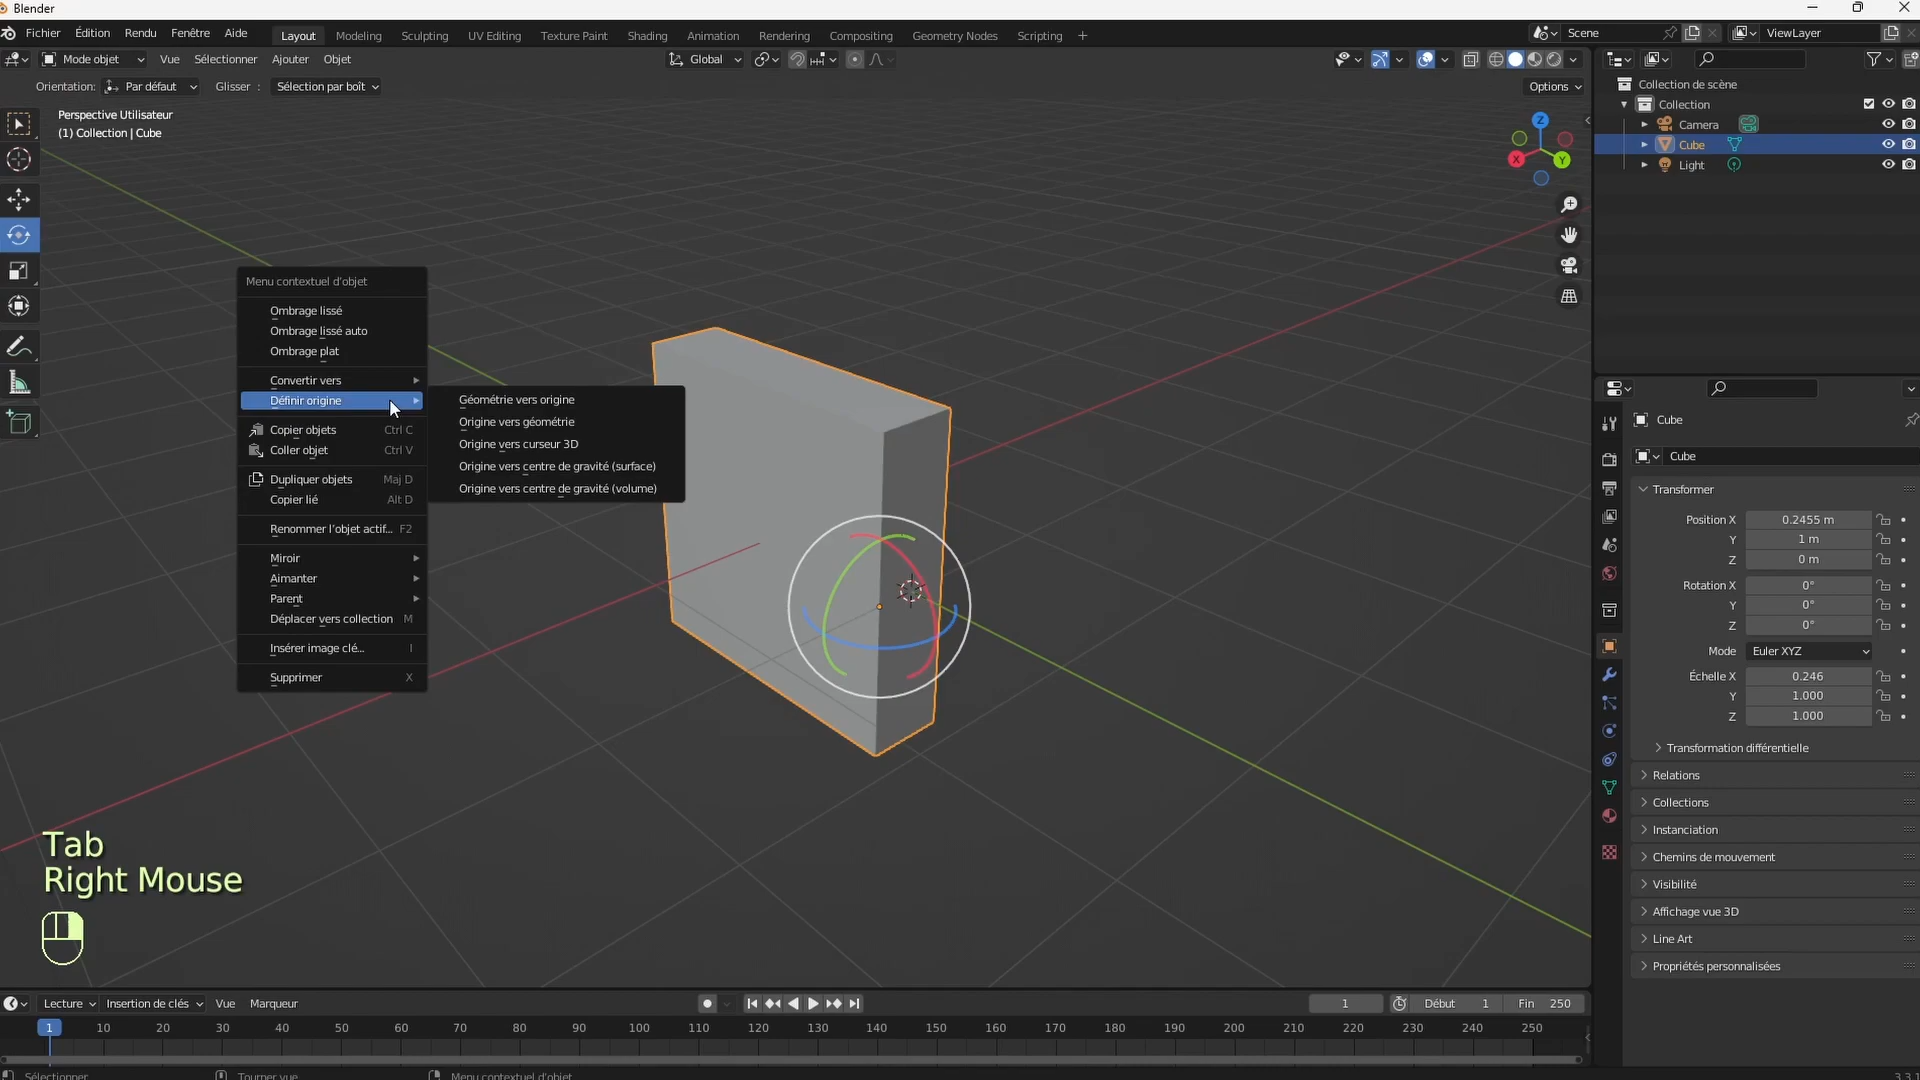 Blender
Fichier Édition Rendu Fenêtre Aide Layout Modeling Sculpting UV Editing Texture Paint Shading Animation Rendering Compositing Geometry Nodes Scripting + Scene ViewLayer
Mode objet Vue Sélectionner Ajouter Objet Global
Orientation: Par défaut Glisser : Sélection par boît Options
Perspective Utilisateur
(1) Collection | Cube
Z
X
Y
Collection de scène
Collection
Camera
Cube
Light
Menu contextuel d'objet
Ombrage lissé
Ombrage lissé auto
Ombrage plat
Convertir vers
Définir origine
Copier objets Ctrl C
Coller objet Ctrl V
Dupliquer objets Maj D
Copier lié Alt D
Renommer l'objet actif... F2
Miroir
Aimanter
Parent
Déplacer vers collection M
Insérer image clé... I
Supprimer X
Géométrie vers origine
Origine vers géométrie
Origine vers curseur 3D
Origine vers centre de gravité (surface)
Origine vers centre de gravité (volume)
Cube
Cube
Transformer
Position X 0.2455 m
Y 1 m
Z 0 m
Rotation X 0°
Y 0°
Z 0°
Mode Euler XYZ
Échelle X 0.246
Y 1.000
Z 1.000
Transformation différentielle
Relations
Collections
Instanciation
Chemins de mouvement
Visibilité
Affichage vue 3D
Line Art
Propriétés personnalisées
Tab
Right Mouse
Lecture Insertion de clés Vue Marqueur 1 Début 1 Fin 250
1 10 20 30 40 50 60 70 80 90 100 110 120 130 140 150 160 170 180 190 200 210 220 230 240 250
Sélectionner Tourner vue Menu contextuel d'objet 3.3.1